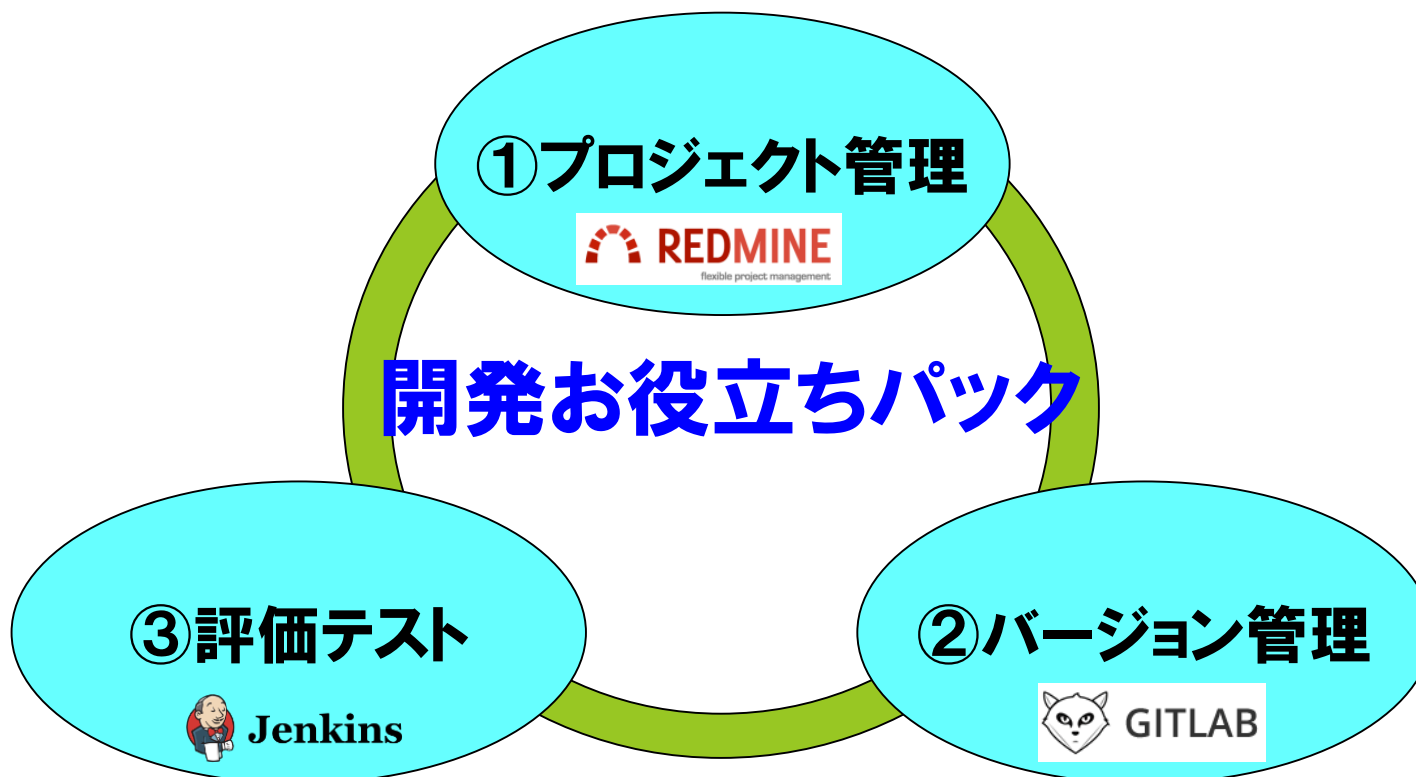 ①プロジェクト管理
REDMINE
flexible project management
開発お役立ちパック
③評価テスト
Jenkins
②バージョン管理
GITLAB